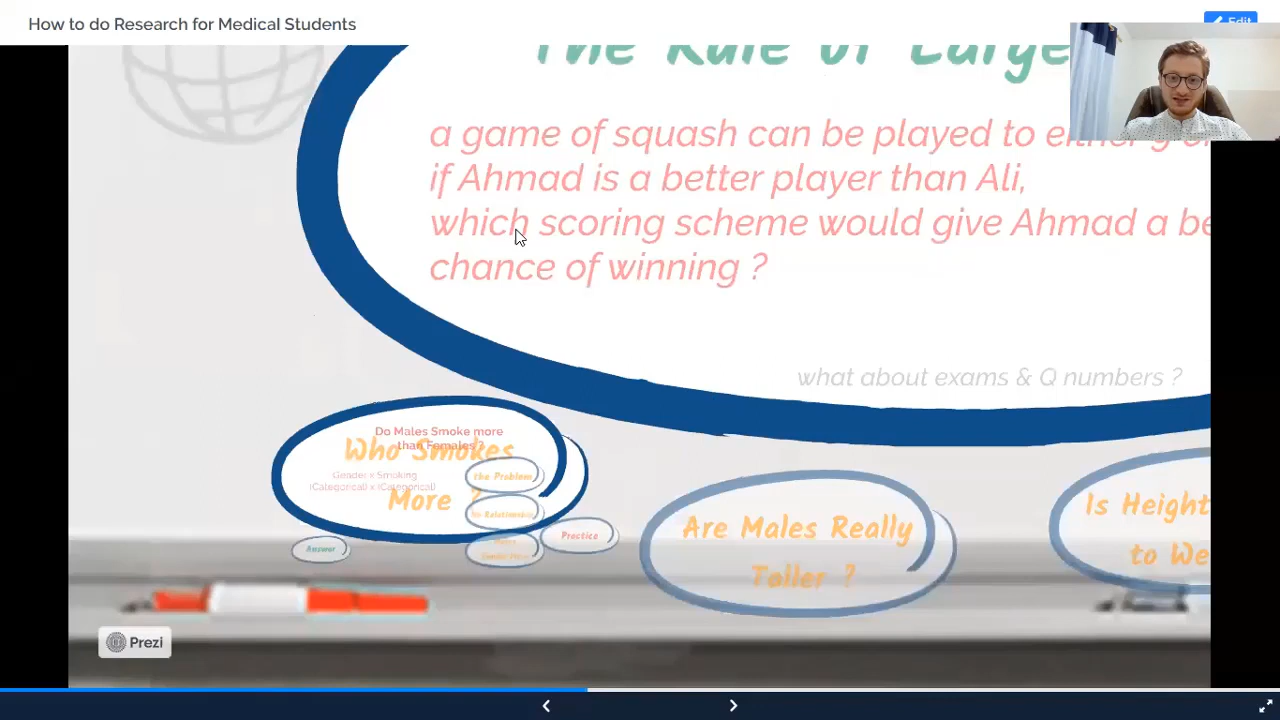 How to do Research for Medical Students
Edit
The Rule of Large
a game of squash can be played to either 9 o
if Ahmad is a better player than Ali,
which scoring scheme would give Ahmad a be
chance of winning ?
what about exams & Q numbers ?
Do Males Smoke more
than Females ?
Who Smokes
More ?
Gender x Smoking
(Categorical) x (Categorical)
the Problem
No Relationship
Practice
Answer
Are Males Really
Taller ?
Is Height
to We
Prezi